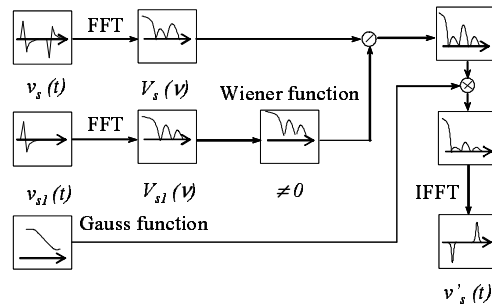 FFT
v_s (t)
V_s (ν)
Wiener function
FFT
v_s1 (t)
V_s1 (ν)
≠0
IFFT
Gauss function
v'_s (t)